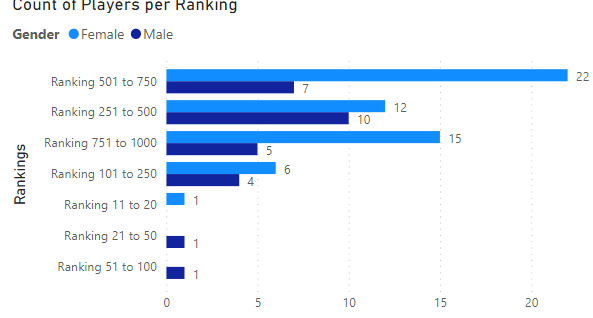 Count of Players per Ranking
Gender Female Male
Rankings
Ranking 501 to 750 22
7
Ranking 251 to 500 12
10
Ranking 751 to 1000 15
5
Ranking 101 to 250 6
4
Ranking 11 to 20 1
Ranking 21 to 50 1
Ranking 51 to 100 1
0 5 10 15 20